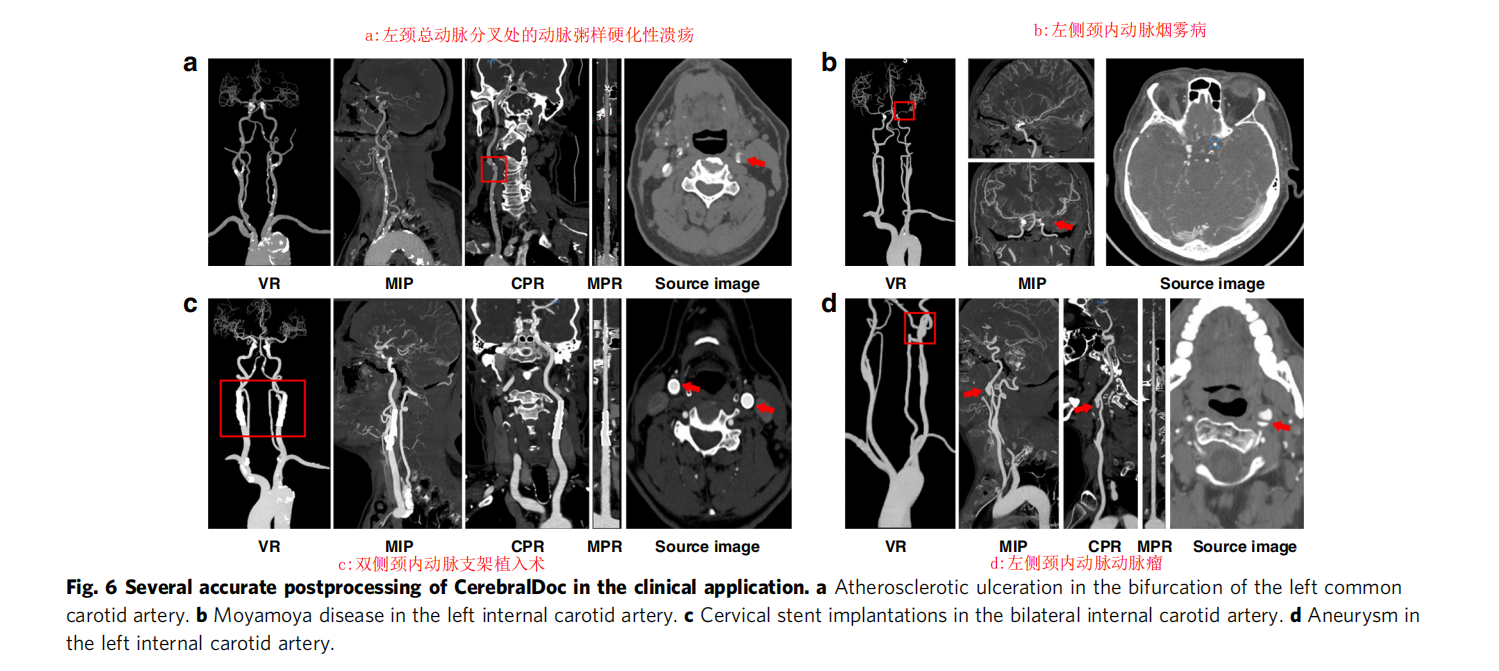 a:左颈总动脉分叉处的动脉粥样硬化性溃疡
b:左侧颈内动脉烟雾病
a
b
VR
MIP
CPR
MPR
Source image
VR
MIP
Source image
c
d
VR
MIP
CPR
MPR
Source image
VR
MIP
CPR
MPR
Source image
c:双侧颈内动脉支架植入术
d:左侧颈内动脉动脉瘤
Fig. 6 Several accurate postprocessing of CerebralDoc in the clinical application. a Atherosclerotic ulceration in the bifurcation of the left common
carotid artery. b Moyamoya disease in the left internal carotid artery. c Cervical stent implantations in the bilateral internal carotid artery. d Aneurysm in
the left internal carotid artery.